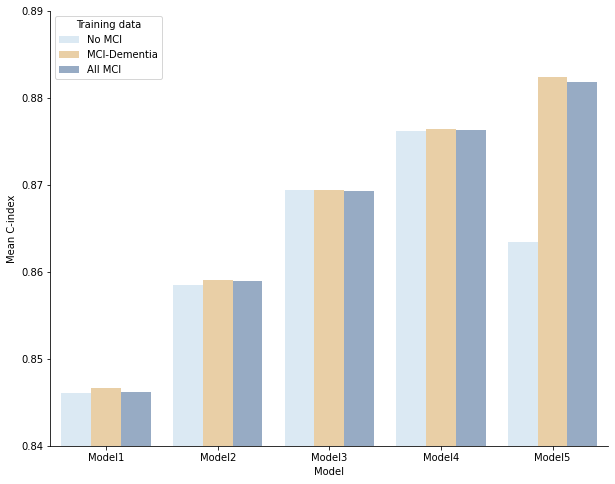 Training data
No MCI
MCI-Dementia
All MCI
0.89
0.88
0.87
0.86
0.85
0.84
Mean C-index
Model1 Model2 Model3 Model4 Model5
Model